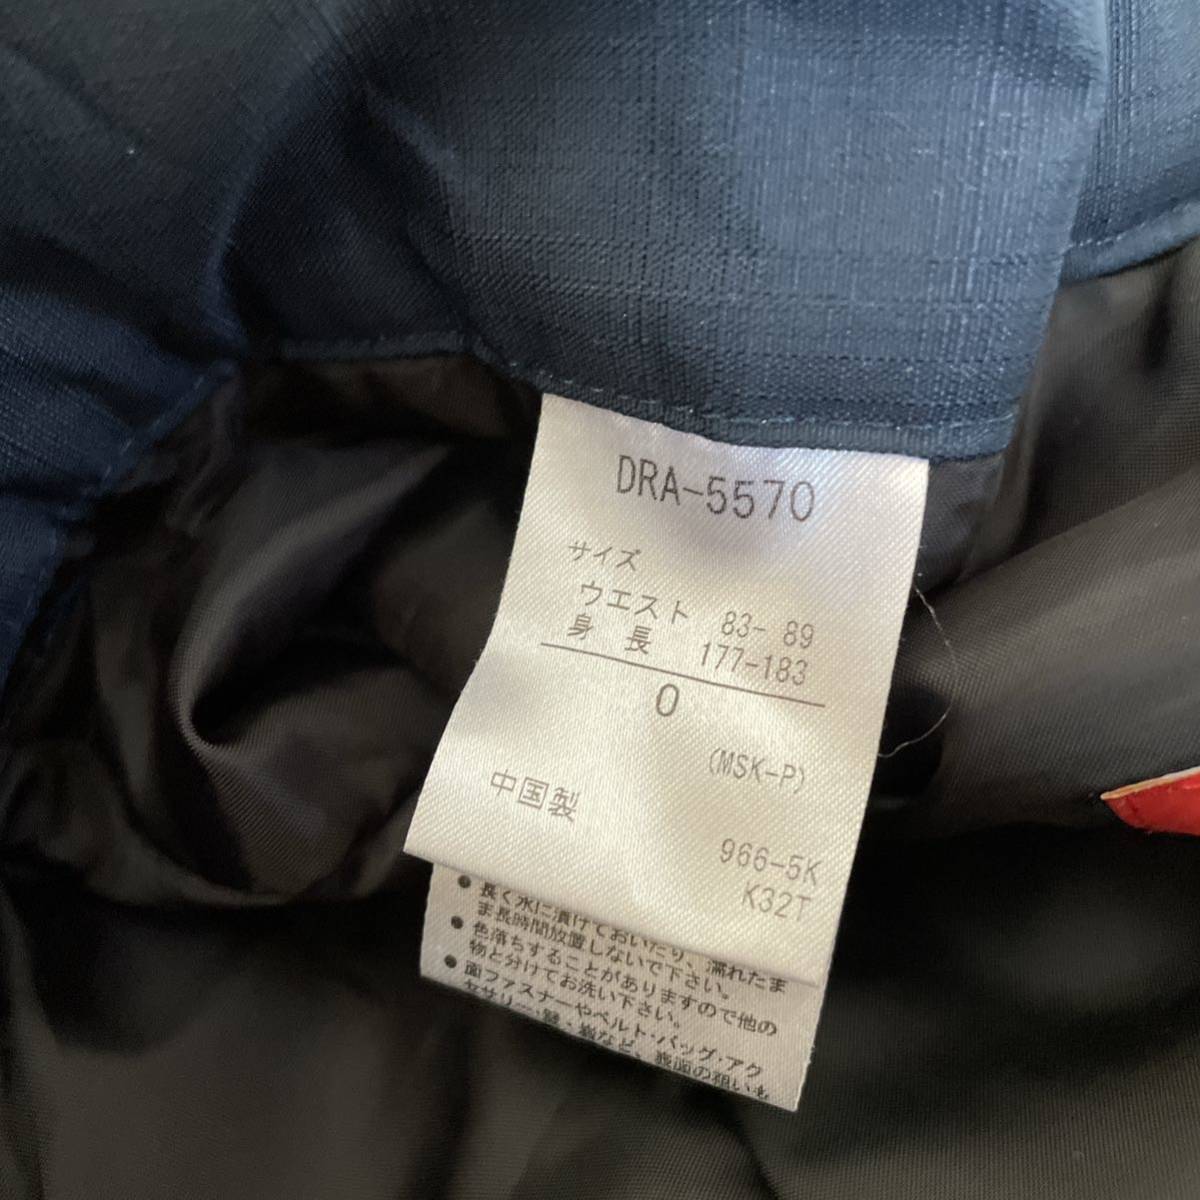 DRA-5570
サイズ
ウエスト 83- 89
身 長 177-183
O
(MSK-P)
中国製
966-5K
K32T
● 長く水に漬けておいたり、濡れたま
ま長時間放置しないで下さい。
● 色落ちすることがありますので他の
物と分けてお洗い下さい。
● 面ファスナーやベルト・バッグ・アク
セサリー・鍵・岩など、表面の粗いも